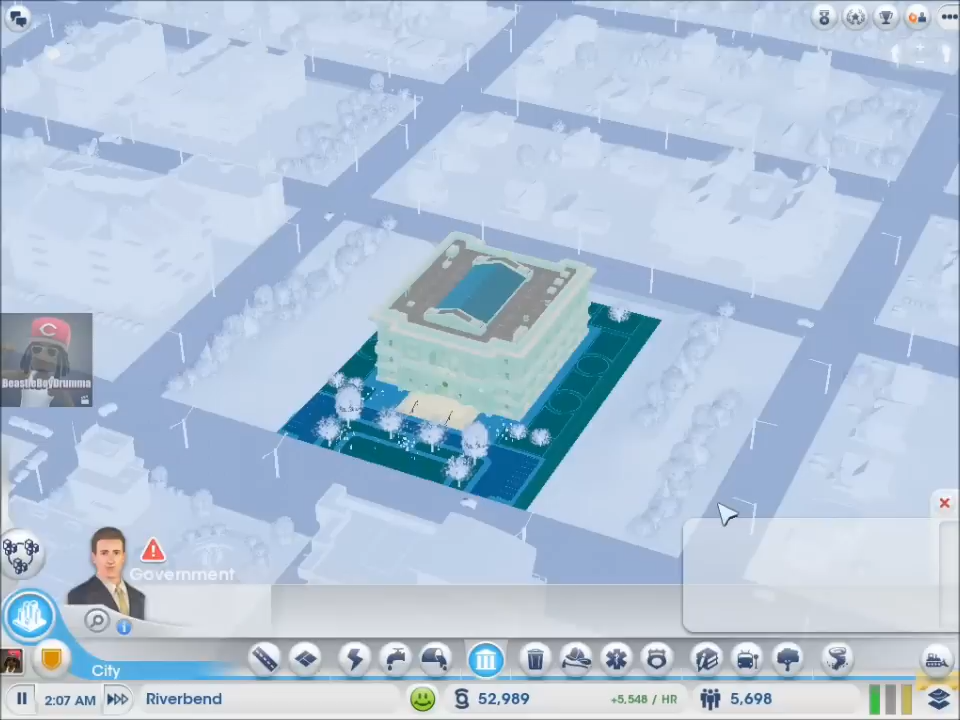 C
BeastieBoyDrumma
Government
City
2:07 AM
Riverbend
52,989
+5,548 / HR
5,698